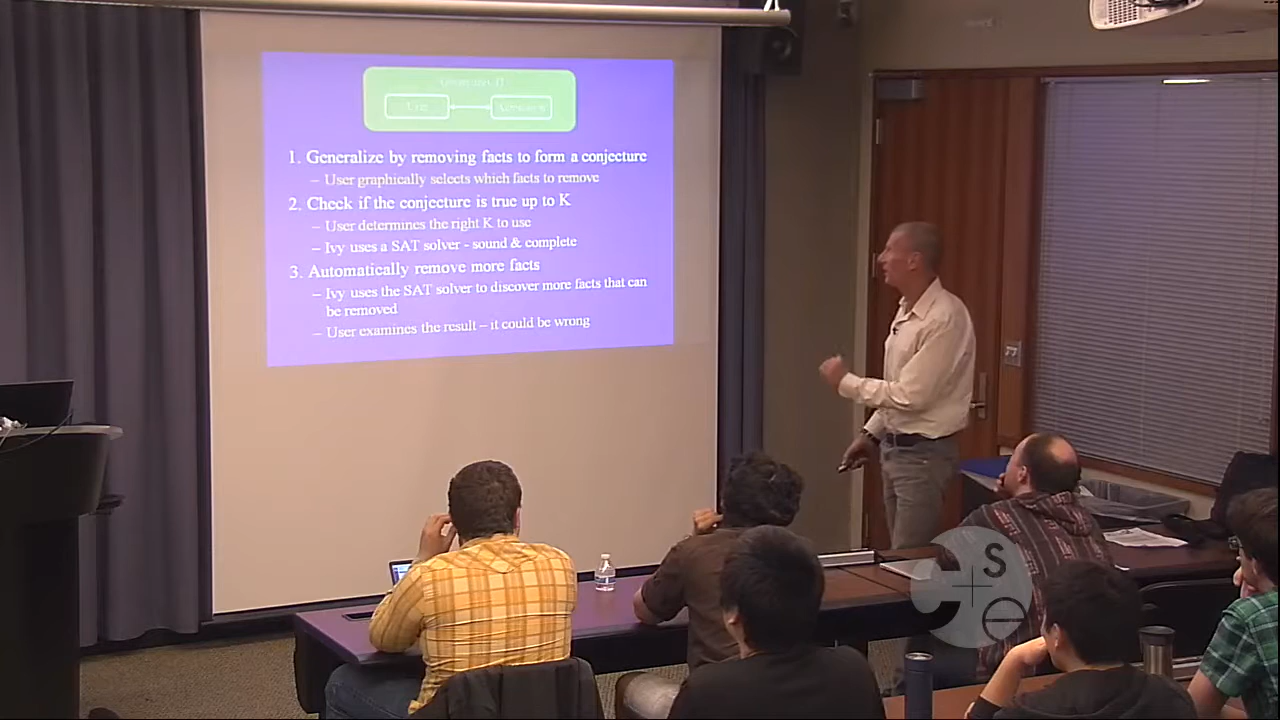 1. Generalize by removing facts to form a conjecture
– User graphically selects which facts to remove
2. Check if the conjecture is true up to K
– User determines the right K to use
– Ivy uses a SAT solver - sound & complete
3. Automatically remove more facts
– Ivy uses the SAT solver to discover more facts that can
be removed
– User examines the result – it could be wrong
c s
+
e